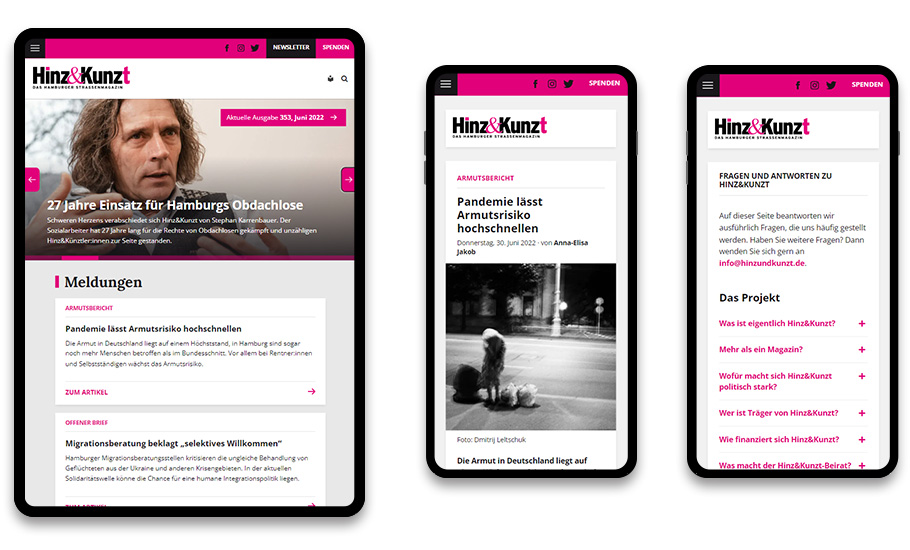 NEWSLETTER
SPENDEN
Hinz&Kunzt
DAS HAMBURGER STRASSENMAGAZIN
Aktuelle Ausgabe 353, Juni 2022
27 Jahre Einsatz für Hamburgs Obdachlose
Schweren Herzens verabschiedet sich Hinz&Kunzt von Stephan Karrenbauer. Der
Sozialarbeiter hat 27 Jahre lang für die Rechte von Obdachlosen gekämpft und unzähligen
Hinz&Künztler:innen zur Seite gestanden.
Meldungen
ARMUTSBERICHT
Pandemie lässt Armutsrisiko hochschnellen
Die Armut in Deutschland liegt auf einem Höchststand, in Hamburg sind sogar
noch mehr Menschen betroffen als im Bundesschnitt. Vor allem bei Rentner:innen
und Selbstständigen wächst das Armutsrisiko.
ZUM ARTIKEL
OFFENER BRIEF
Migrationsberatung beklagt „selektives Willkommen“
Hamburger Migrationsberatungsstellen kritisieren die ungleiche Behandlung von
Geflüchteten aus der Ukraine und anderen Krisengebieten. In der aktuellen
Solidaritätswelle könne die Chance für eine humane Integrationspolitik liegen.
ZUM ARTIKEL
SPENDEN
Hinz&Kunzt
DAS HAMBURGER STRASSENMAGAZIN
ARMUTSBERICHT
Pandemie lässt
Armutsrisiko
hochschnellen
Donnerstag, 30. Juni 2022 · von Anna-Elisa
Jakob
Foto: Dmitrij Leltschuk
Die Armut in Deutschland liegt auf
SPENDEN
Hinz&Kunzt
DAS HAMBURGER STRASSENMAGAZIN
FRAGEN UND ANTWORTEN ZU
HINZ&KUNZT
Auf dieser Seite beantworten wir
ausführlich Fragen, die uns häufig gestellt
werden. Haben Sie weitere Fragen? Dann
wenden Sie sich gern an
info@hinzundkunzt.de.
Das Projekt
Was ist eigentlich Hinz&Kunzt?
Mehr als ein Magazin?
Wofür macht sich Hinz&Kunzt
politisch stark?
Wer ist Träger von Hinz&Kunzt?
Wie finanziert sich Hinz&Kunzt?
Was macht der Hinz&Kunzt-Beirat?